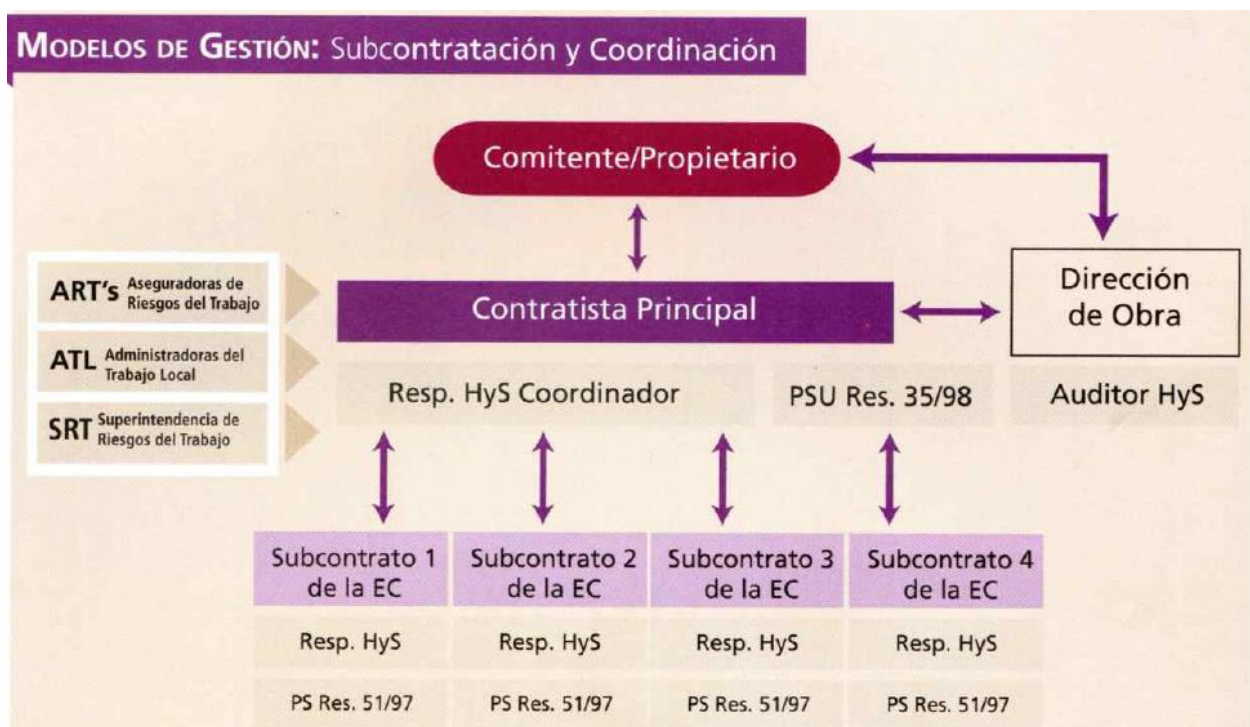 MODELOS DE GESTIÓN: Subcontratación y Coordinación
Comitente/Propietario
ART's Aseguradoras de
Riesgos del Trabajo
ATL Administradoras del
Trabajo Local
SRT Superintendencia de
Riesgos del Trabajo
Contratista Principal
Dirección
de Obra
Resp. HyS Coordinador
PSU Res. 35/98
Auditor HyS
Subcontrato 1
de la EC
Resp. HyS
PS Res. 51/97
Subcontrato 2
de la EC
Resp. HyS
PS Res. 51/97
Subcontrato 3
de la EC
Resp. HyS
PS Res. 51/97
Subcontrato 4
de la EC
Resp. HyS
PS Res. 51/97